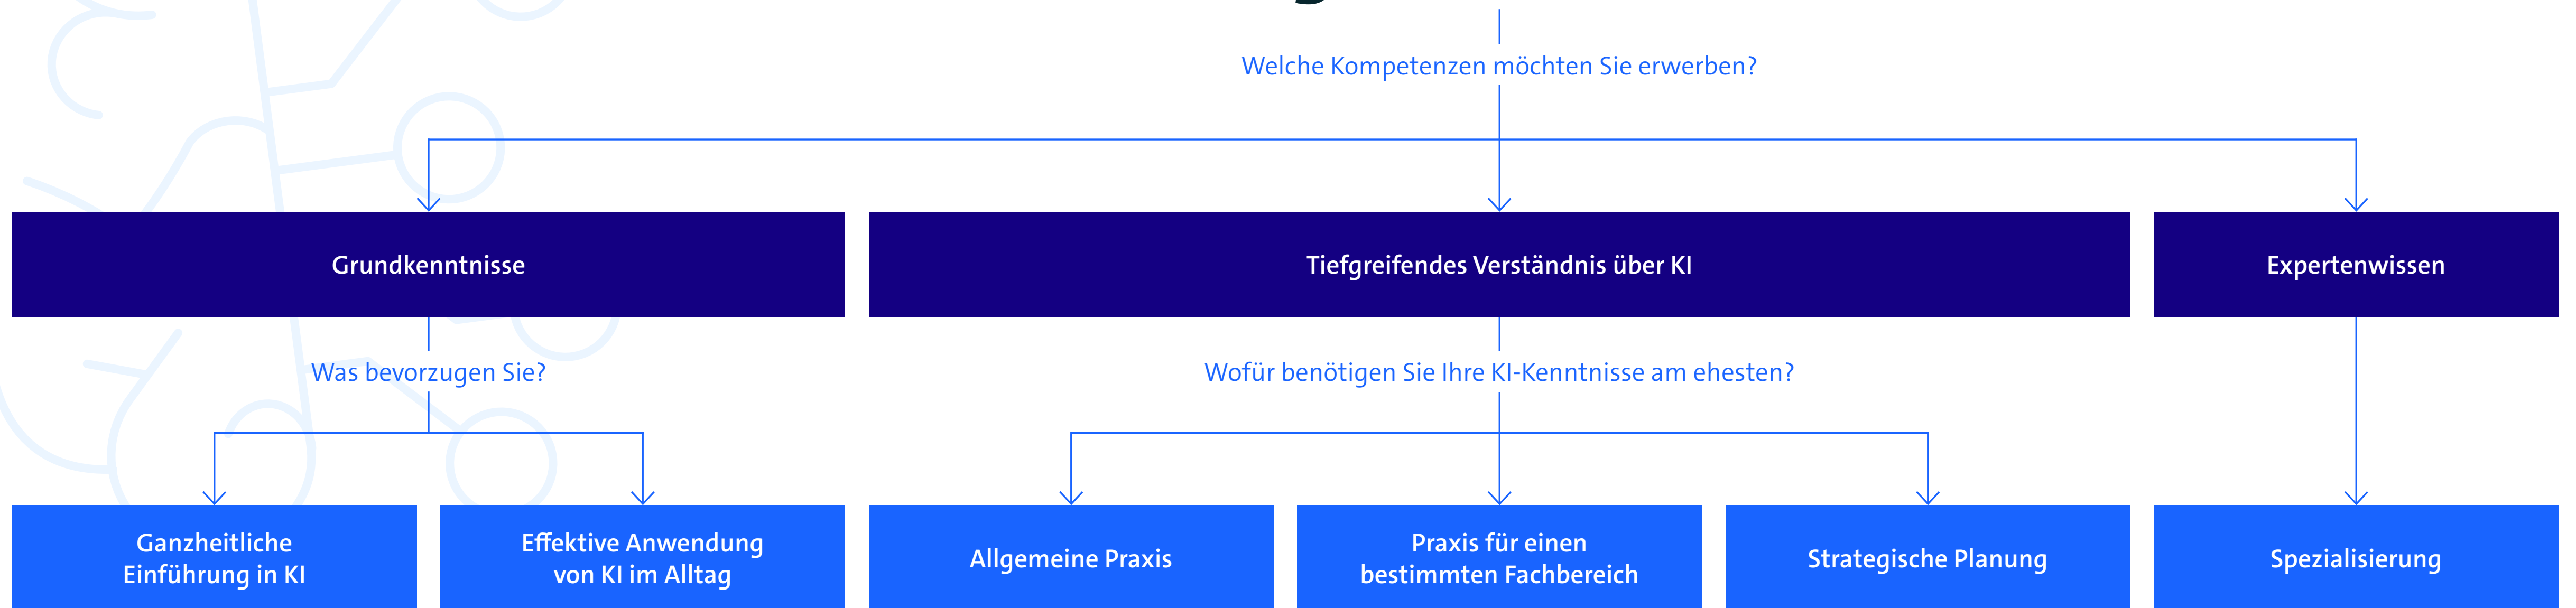 Welche Kompetenzen möchten Sie erwerben?
Grundkenntnisse
Tiefgreifendes Verständnis über KI
Expertenwissen
Was bevorzugen Sie?
Wofür benötigen Sie Ihre KI-Kenntnisse am ehesten?
Ganzheitliche
Einführung in KI
Effektive Anwendung
von KI im Alltag
Allgemeine Praxis
Praxis für einen
bestimmten Fachbereich
Strategische Planung
Spezialisierung